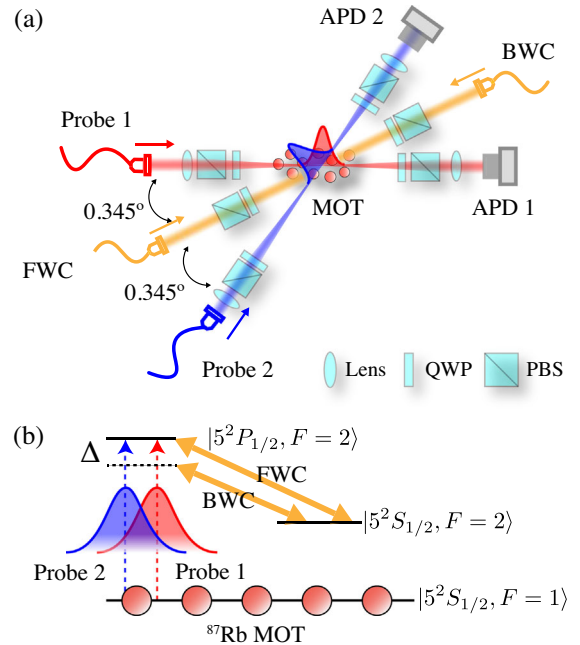 (a)
APD 2
BWC
Probe 1
MOT
APD 1
0.345°
FWC
0.345°
Probe 2
Lens
QWP
PBS
(b)
|5²P₁/₂, F = 2⟩
Δ
FWC
BWC
|5²S₁/₂, F = 2⟩
Probe 2
Probe 1
|5²S₁/₂, F = 1⟩
⁸⁷Rb MOT